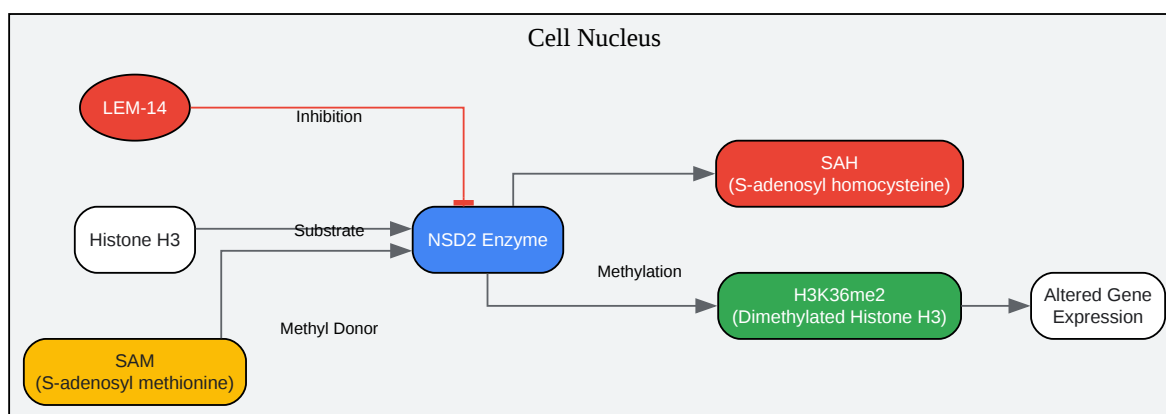 Cell Nucleus
LEM-14
Inhibition
SAH
(S-adenosyl homocysteine)
Histone H3
Substrate
NSD2 Enzyme
Methylation
H3K36me2
(Dimethylated Histone H3)
Altered Gene
Expression
Methyl Donor
SAM
(S-adenosyl methionine)